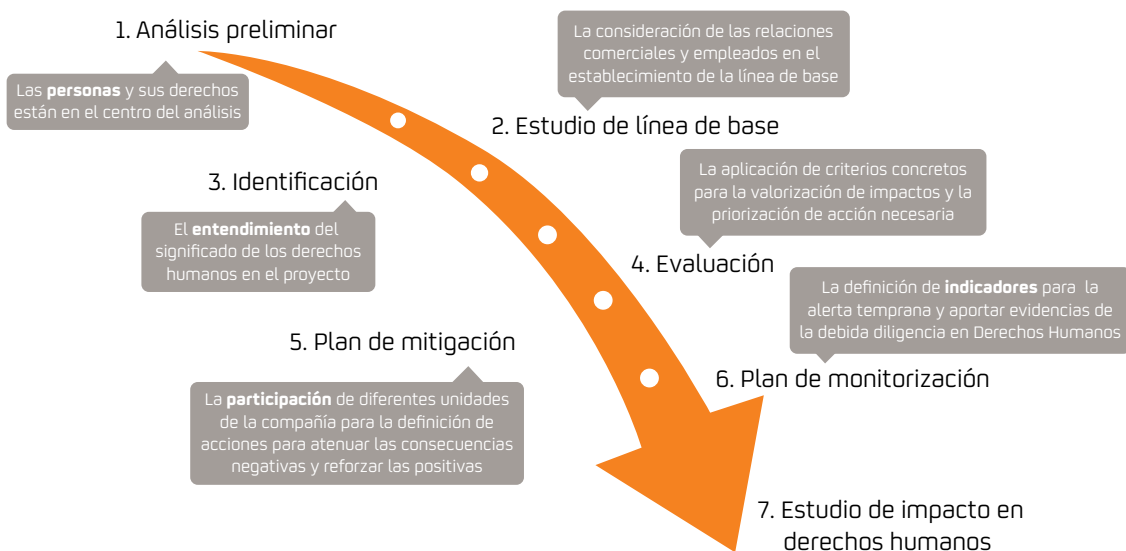 1. Análisis preliminar
Las personas y sus derechos
están en el centro del análisis
La consideración de las relaciones
comerciales y empleados en el
establecimiento de la línea de base
2. Estudio de línea de base
3. Identificación
El entendimiento del
significado de los derechos
humanos en el proyecto
La aplicación de criterios concretos
para la valorización de impactos y la
priorización de acción necesaria
4. Evaluación
La definición de indicadores para la
alerta temprana y aportar evidencias de
la debida diligencia en Derechos Humanos
5. Plan de mitigación
La participación de diferentes unidades
de la compañía para la definición de
acciones para atenuar las consecuencias
negativas y reforzar las positivas
6. Plan de monitorización
7. Estudio de impacto en
derechos humanos